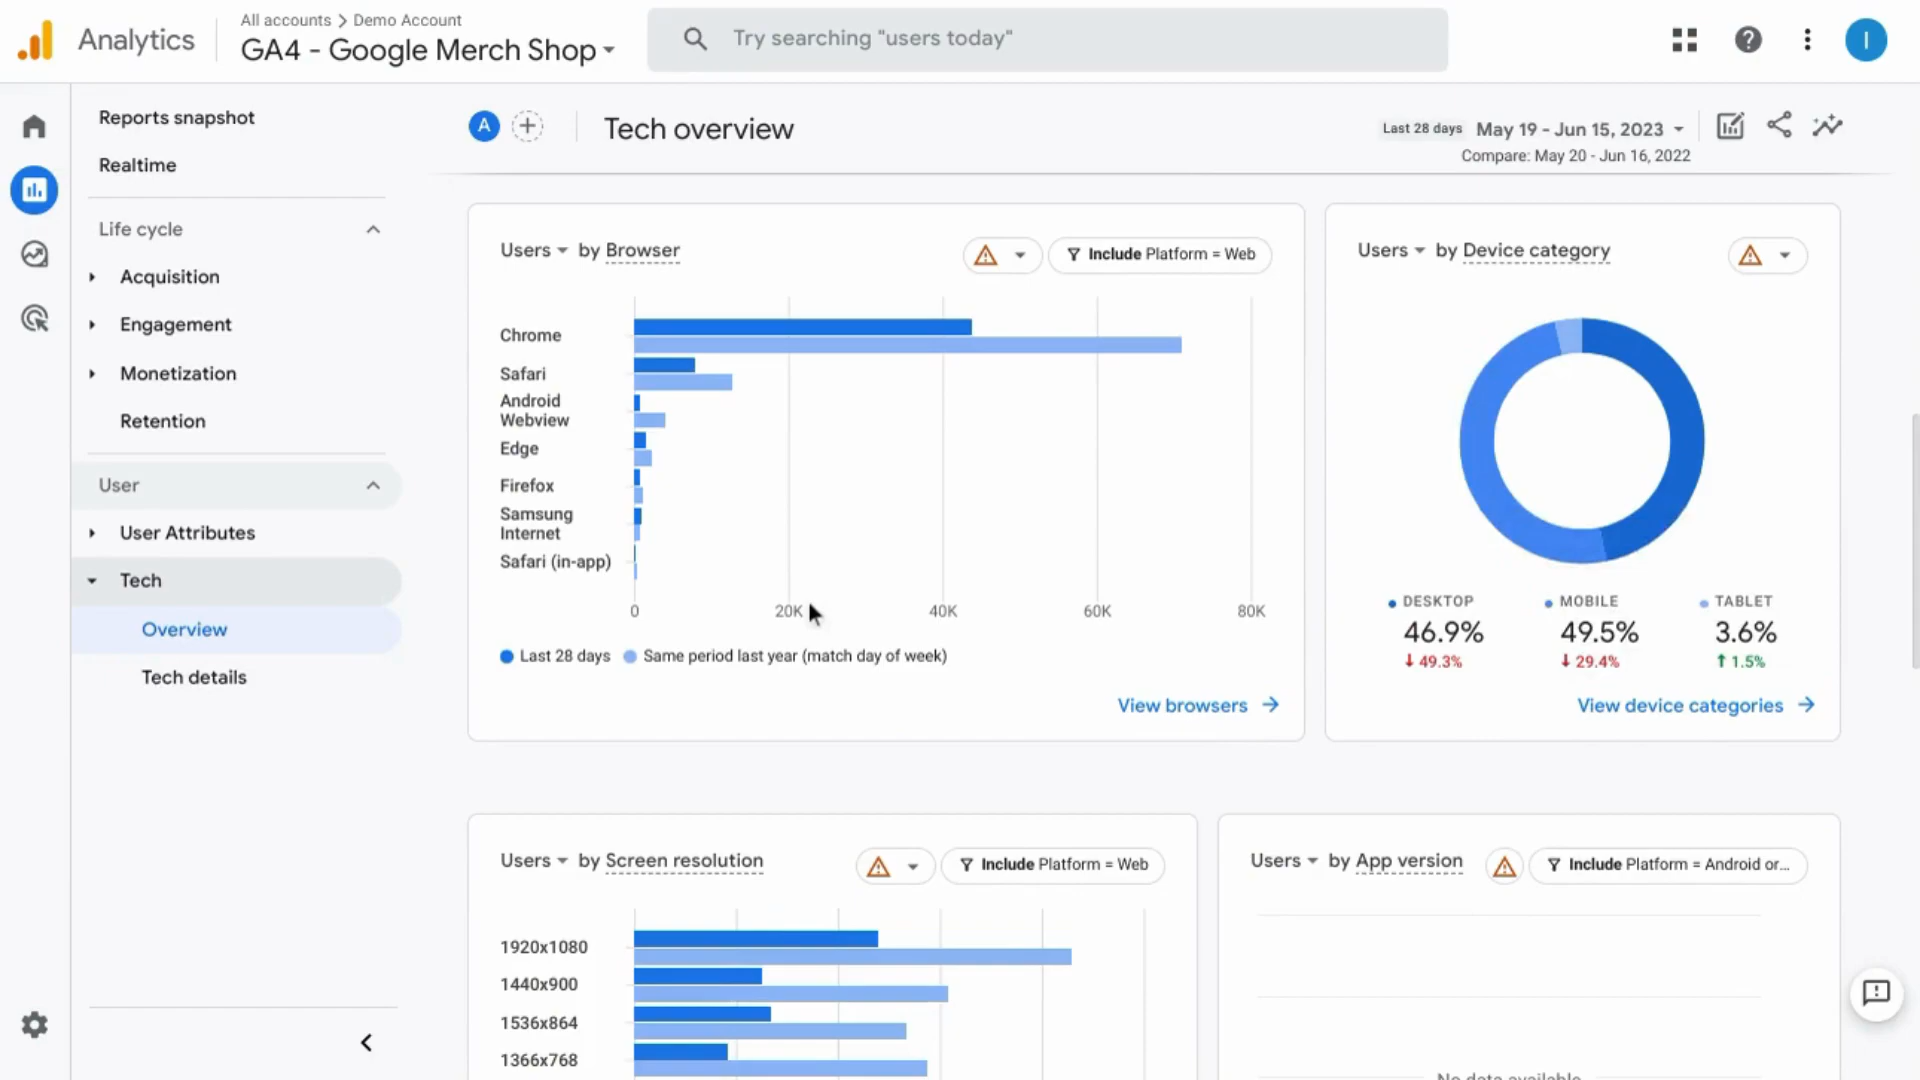 Analytics
All accounts > Demo Account
GA4 - Google Merch Shop
Try searching "users today"
I
Reports snapshot
Realtime
Life cycle
Acquisition
Engagement
Monetization
Retention
User
User Attributes
Tech
Overview
Tech details
A
Tech overview
Last 28 days May 19 - Jun 15, 2023
Compare: May 20 - Jun 16, 2022
Users by Browser
Include Platform = Web
Chrome
Safari
Android
Webview
Edge
Firefox
Samsung
Internet
Safari (in-app)
0 20K 40K 60K 80K
Last 28 days Same period last year (match day of week)
View browsers
Users by Device category
DESKTOP MOBILE TABLET
46.9% 49.5% 3.6%
49.3% 29.4% 1.5%
View device categories
Users by Screen resolution
Include Platform = Web
1920x1080
1440x900
1536x864
1366x768
Users by App version
Include Platform = Android or...
No data available